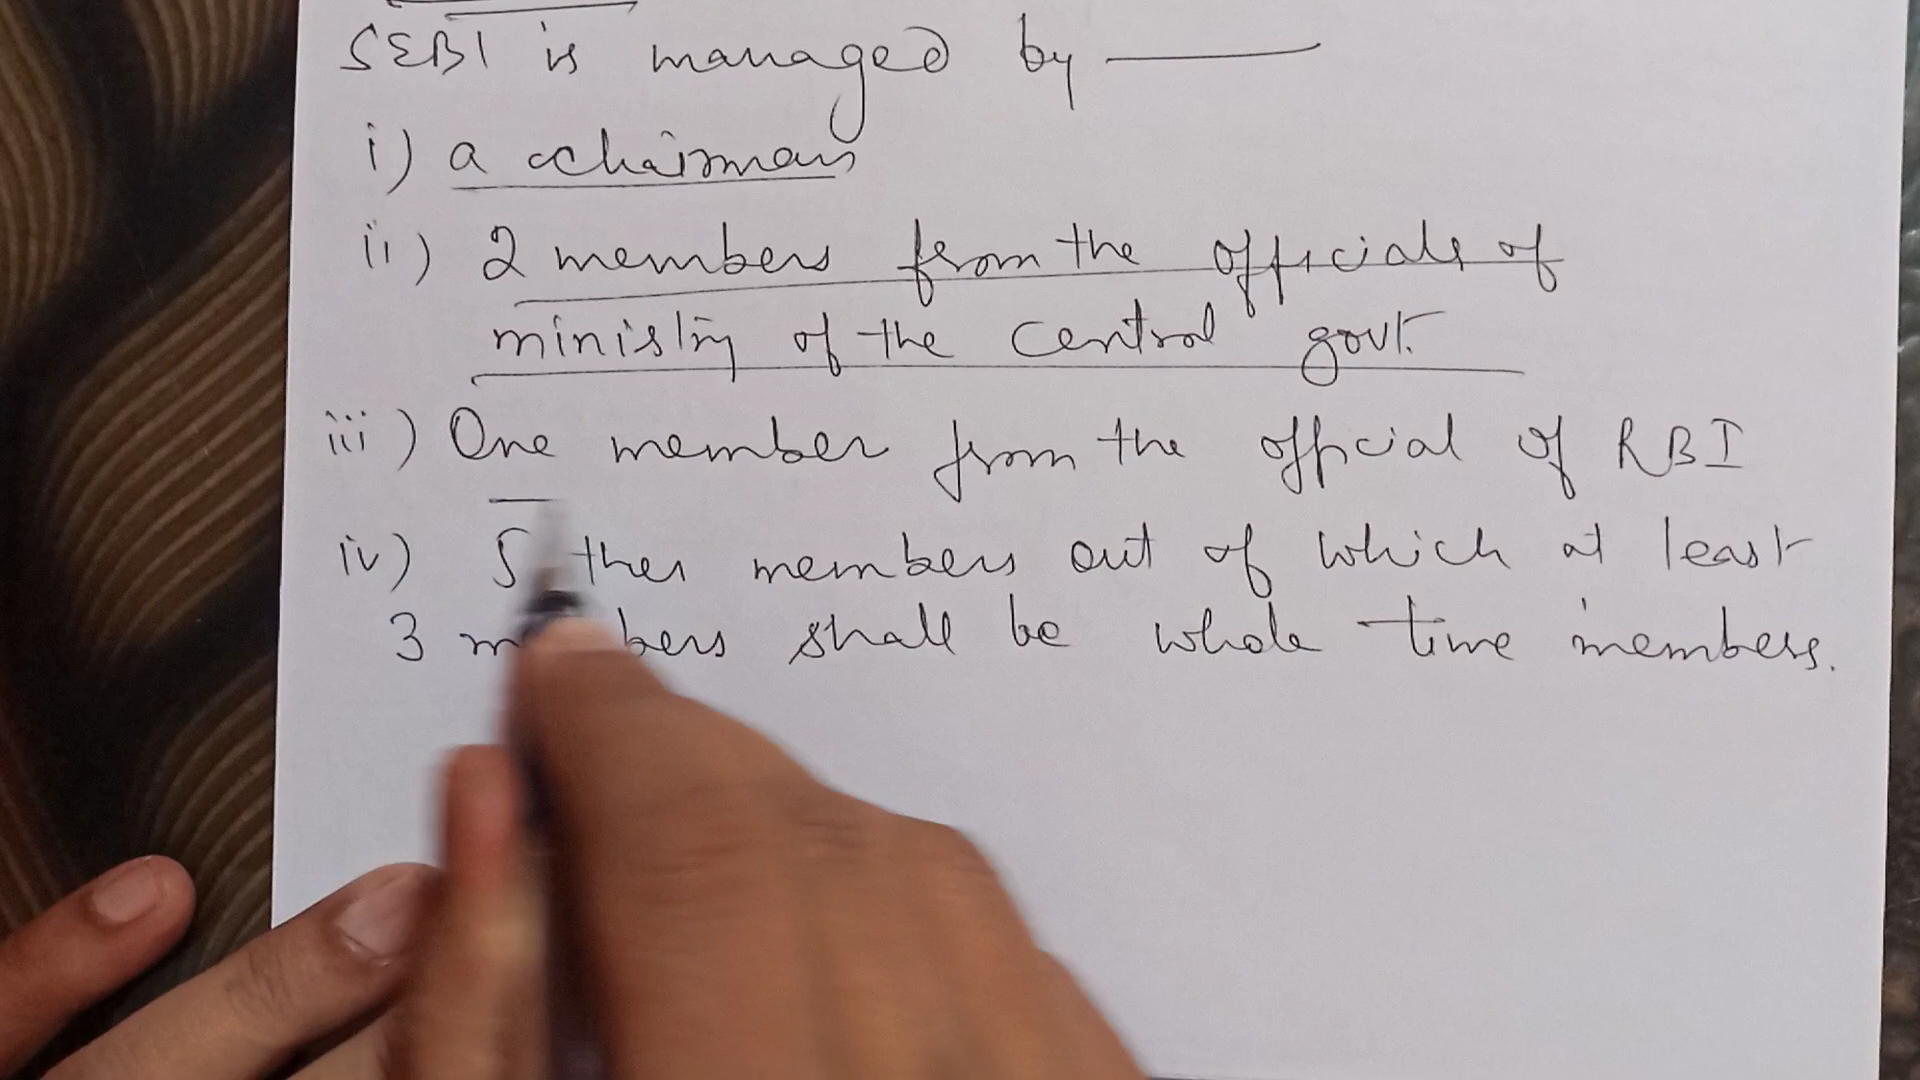 SEBI is managed by ———
i) a chairman
ii) 2 members from the officials of
ministry of the central govt.
iii) One member from the official of RBI
iv) 5 ther members out of which at least
3 m bers shall be whole time members.